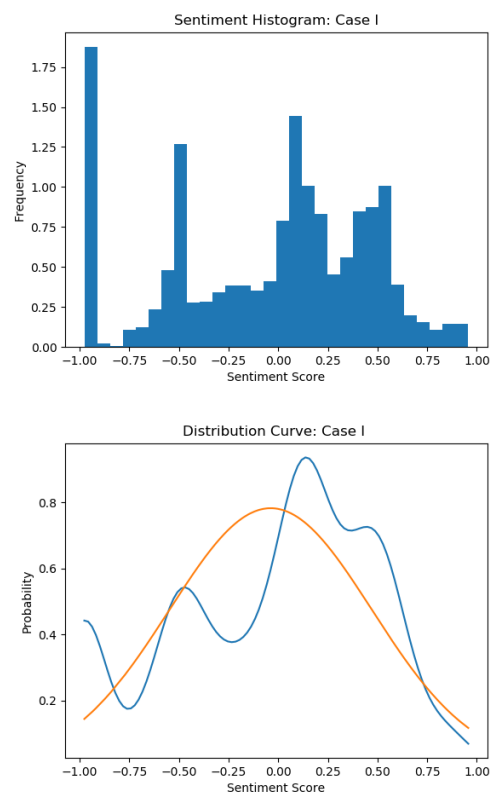 Sentiment Histogram: Case I
1.75
1.50
1.25
1.00
0.75
0.50
0.25
0.00
Frequency
−1.00 −0.75 −0.50 −0.25 0.00 0.25 0.50 0.75 1.00
Sentiment Score
Distribution Curve: Case I
0.8
0.6
0.4
0.2
Probability
−1.00 −0.75 −0.50 −0.25 0.00 0.25 0.50 0.75 1.00
Sentiment Score